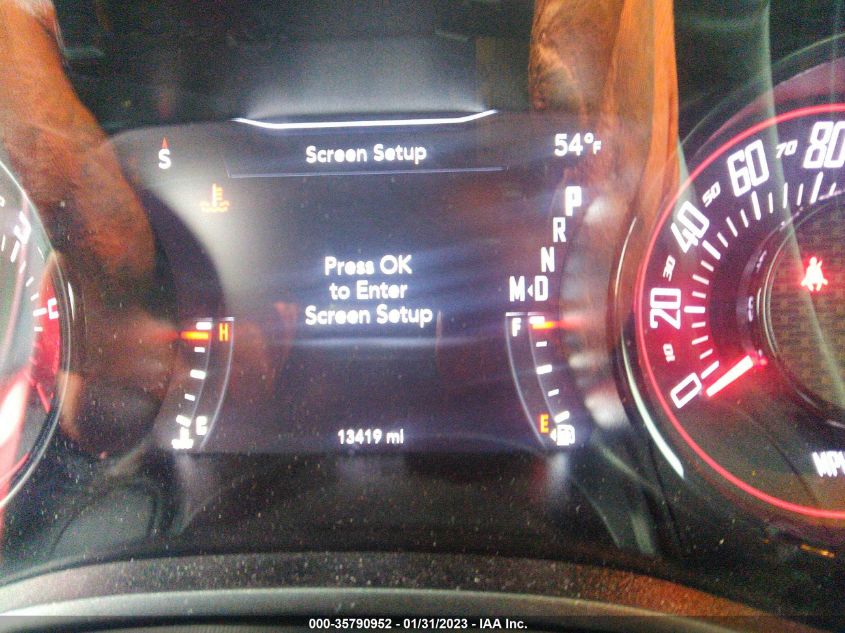 S
Screen Setup
54°F
Press OK
to Enter
Screen Setup
P
R
N
M◂D
H
C
F
E
13419 mi
0
10
20
30
40
50
60
70
80
MPH
000-35790952 - 01/31/2023 - IAA Inc.